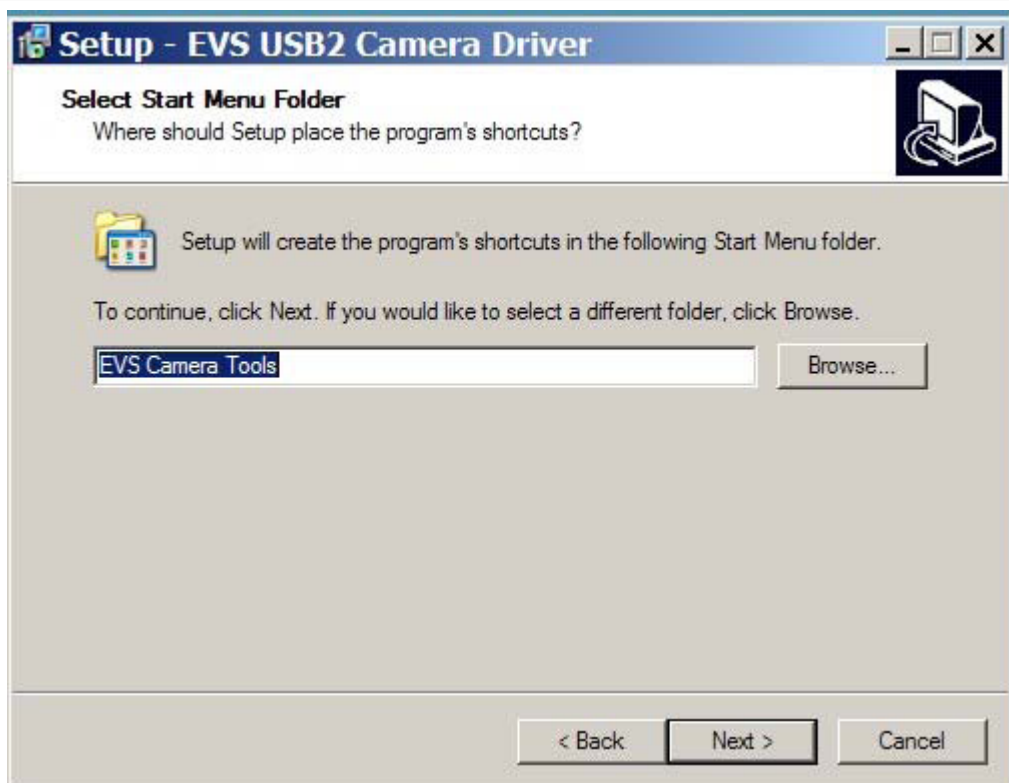 Setup - EVS USB2 Camera Driver
Select Start Menu Folder
Where should Setup place the program's shortcuts?
Setup will create the program's shortcuts in the following Start Menu folder.
To continue, click Next. If you would like to select a different folder, click Browse.
EVS Camera Tools
Browse...
< Back
Next >
Cancel